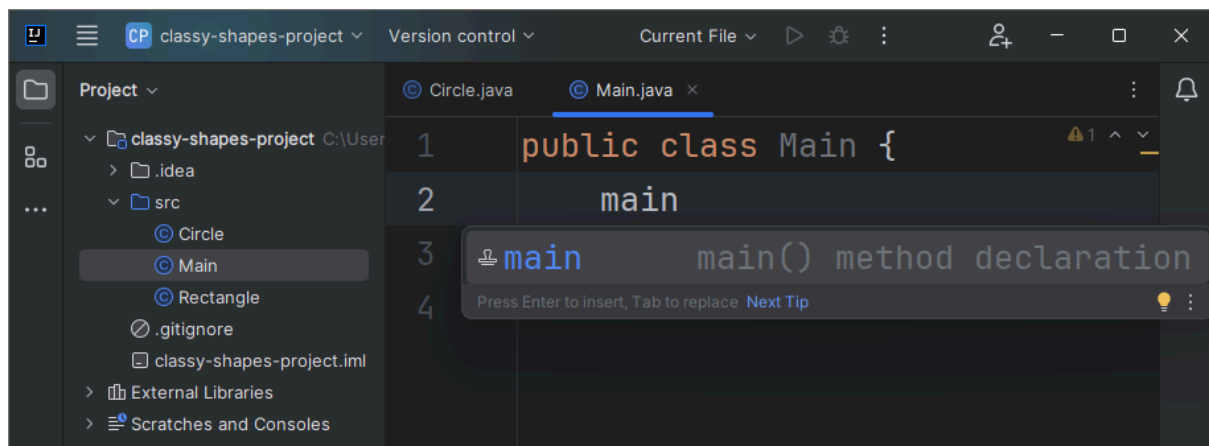 IJ CP classy-shapes-project Version control Current File
Project
Circle.java Main.java
classy-shapes-project C:\User
.idea
src
Circle
Main
Rectangle
.gitignore
classy-shapes-project.iml
External Libraries
Scratches and Consoles
1 public class Main {
1
2 main
3
4
main main() method declaration
Press Enter to insert, Tab to replace Next Tip